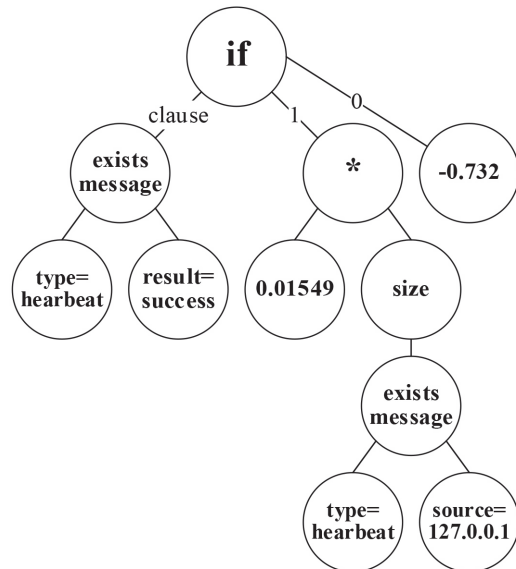 if
clause
1
0
exists
message
*
-0.732
type=
hearbeat
result=
success
0.01549
size
exists
message
type=
hearbeat
source=
127.0.0.1